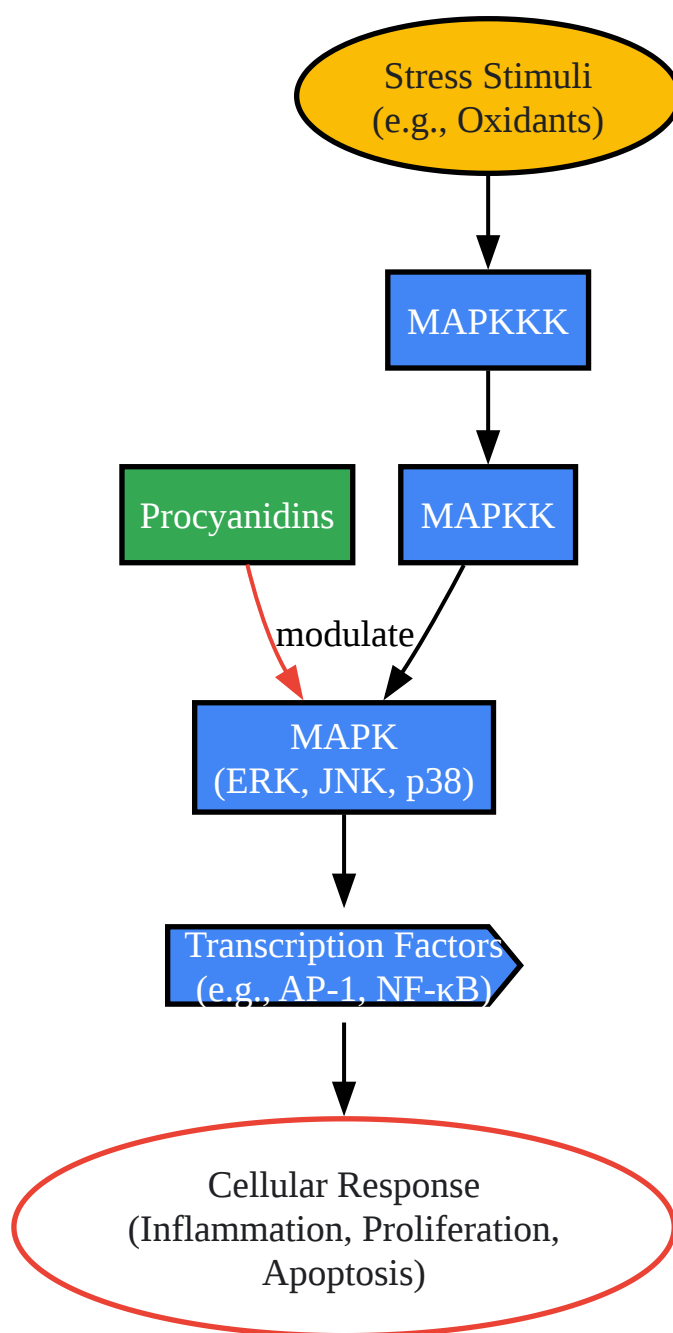 Stress Stimuli
(e.g., Oxidants)
MAPKKK
Procyanidins
MAPKK
modulate
MAPK
(ERK, JNK, p38)
Transcription Factors
(e.g., AP-1, NF-κB)
Cellular Response
(Inflammation, Proliferation,
Apoptosis)